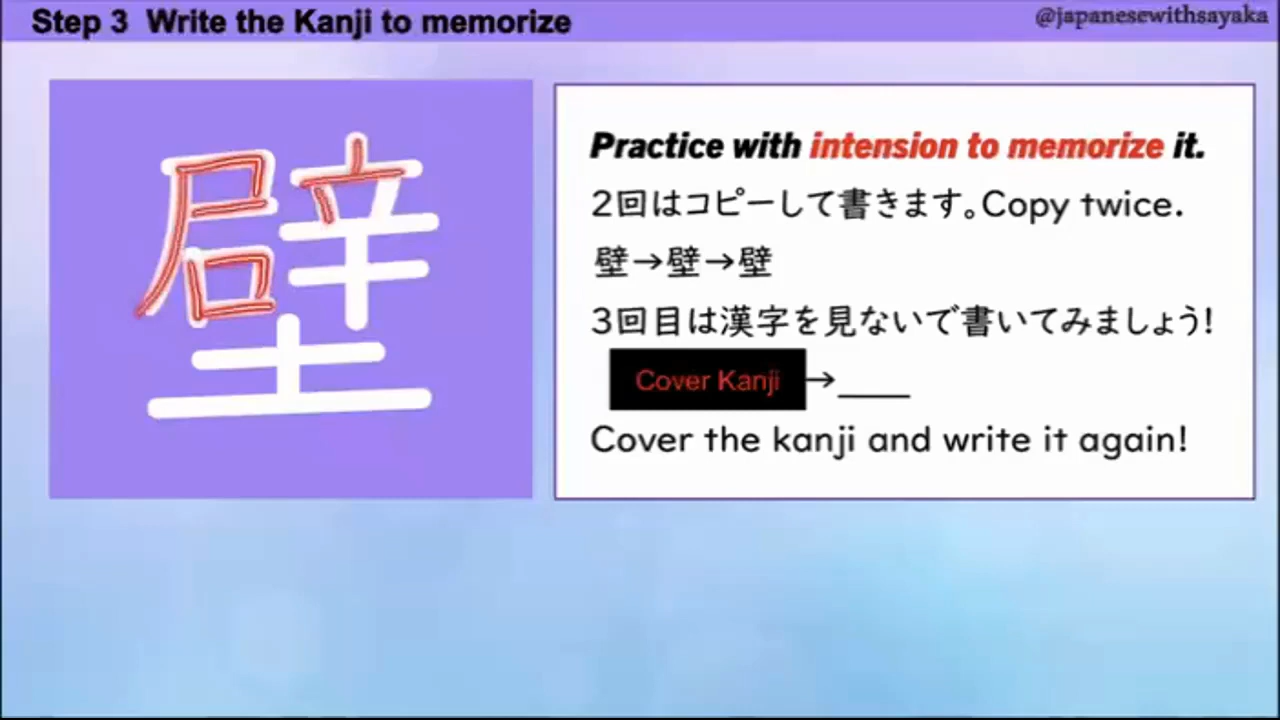 Step 3 Write the Kanji to memorize
@japanesewithsayaka
壁
Practice with intension to memorize it.
2回はコピーして書きます。Copy twice.
壁→壁→壁
3回目は漢字を見ないで書いてみましょう!
Cover Kanji→____
Cover the kanji and write it again!